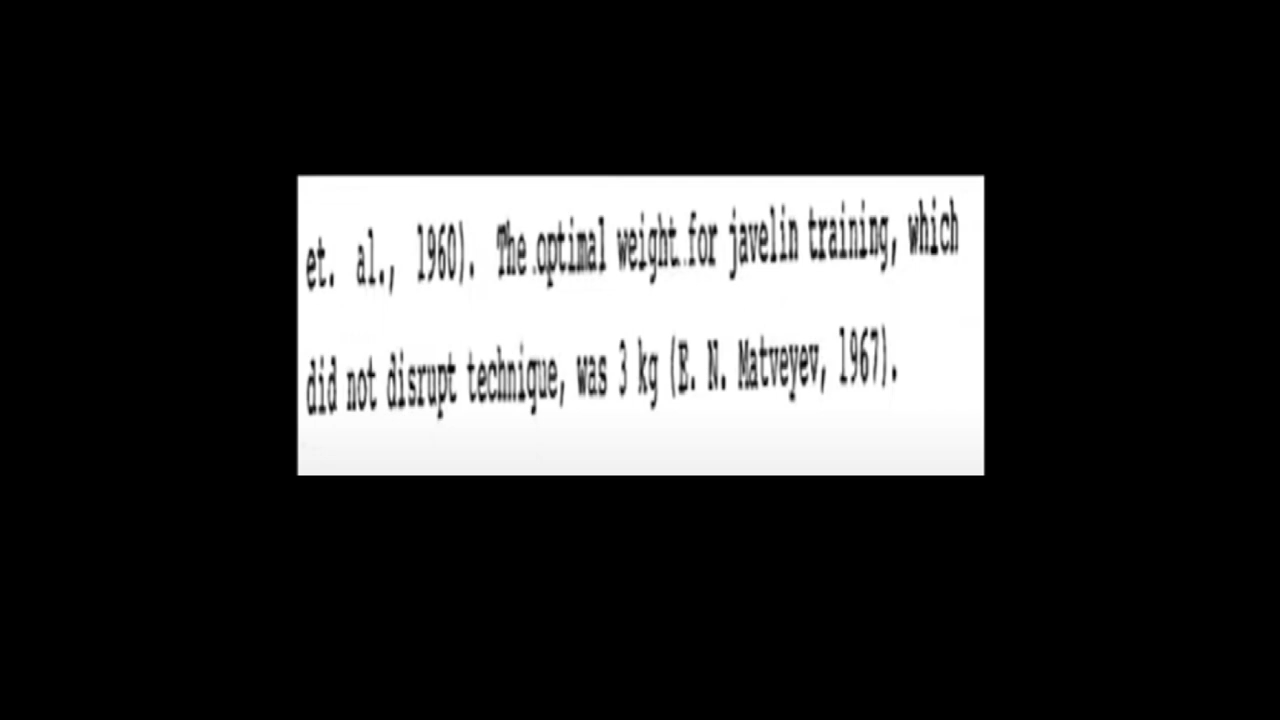 et. al., 1960). The optimal weight for javelin training, which
did not disrupt technique, was 3 kg (E. N. Matveyev, 1967).